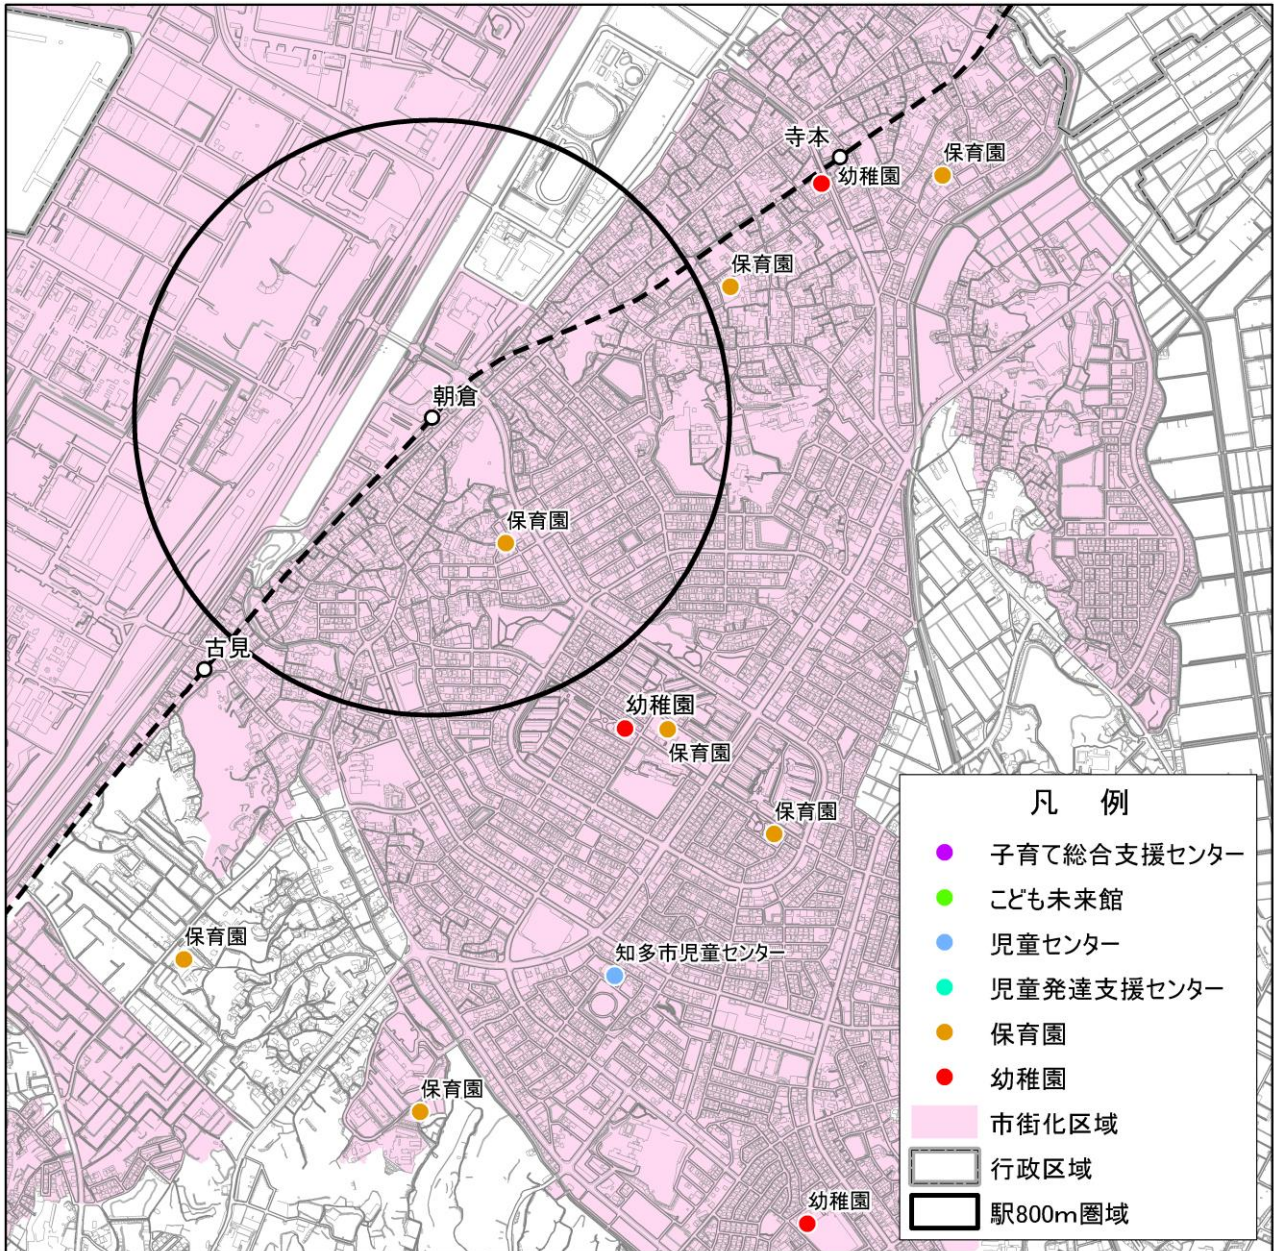 寺本
保育園
幼稚園
保育園
朝倉
保育園
古見
幼稚園
保育園
保育園
保育園
知多市児童センター
保育園
幼稚園
凡 例
子育て総合支援センター
こども未来館
児童センター
児童発達支援センター
保育園
幼稚園
市街化区域
行政区域
駅800m圏域